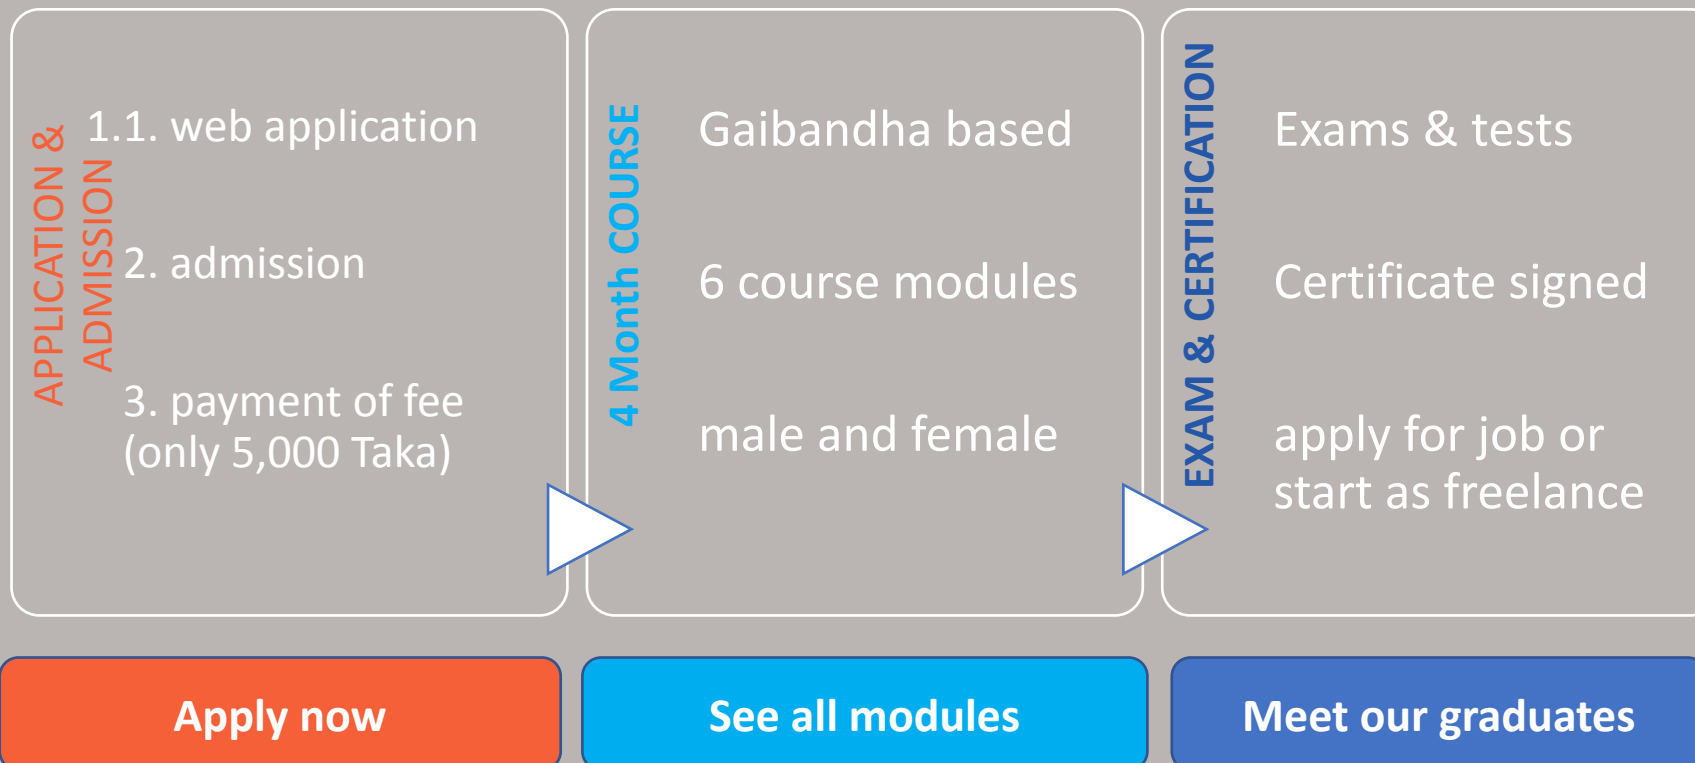 APPLICATION &
ADMISSION
1.1. web application
2. admission
3. payment of fee
(only 5,000 Taka)
4 Month COURSE
Gaibandha based
6 course modules
male and female
EXAM & CERTIFICATION
Exams & tests
Certificate signed
apply for job or
start as freelance
Apply now
See all modules
Meet our graduates